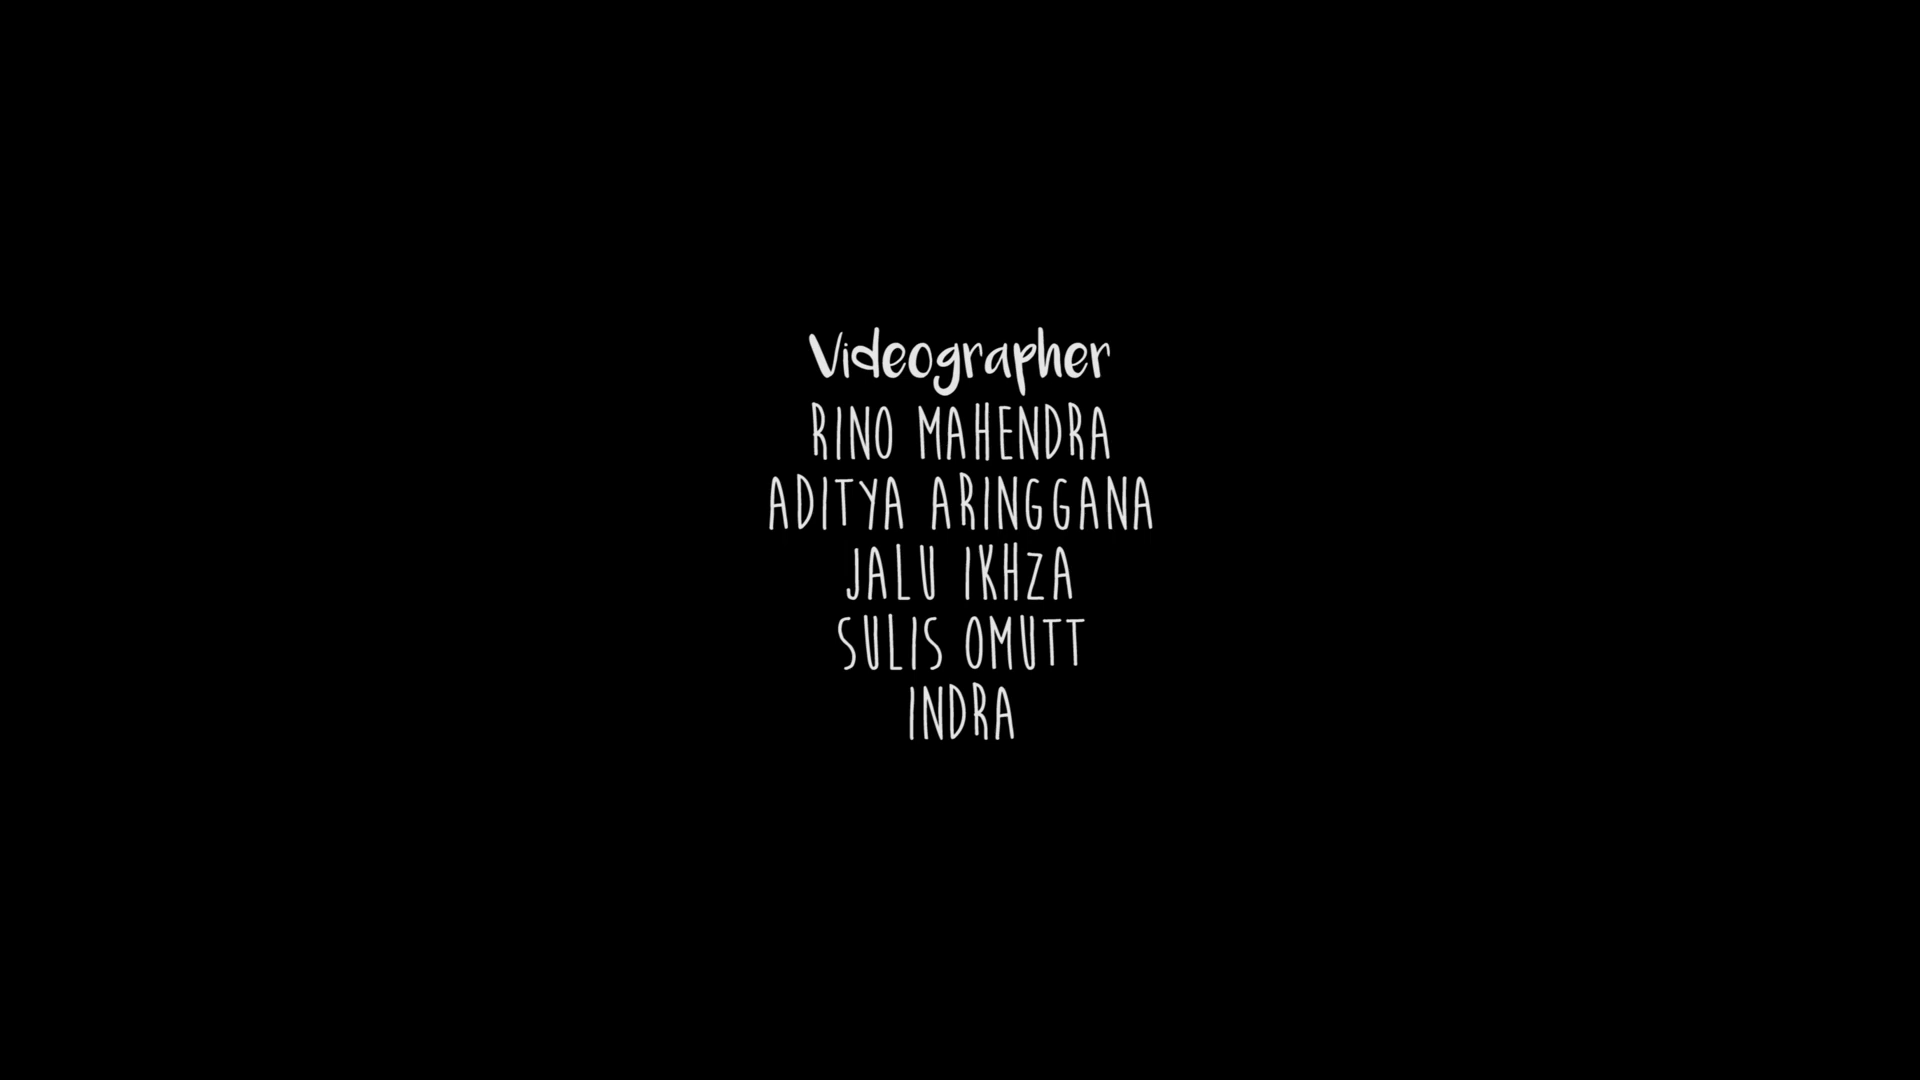 Videographer
RINO MAHENDRA
ADITYA ARINGGANA
JALU IKHZA
SULIS OMUTT
INDRA